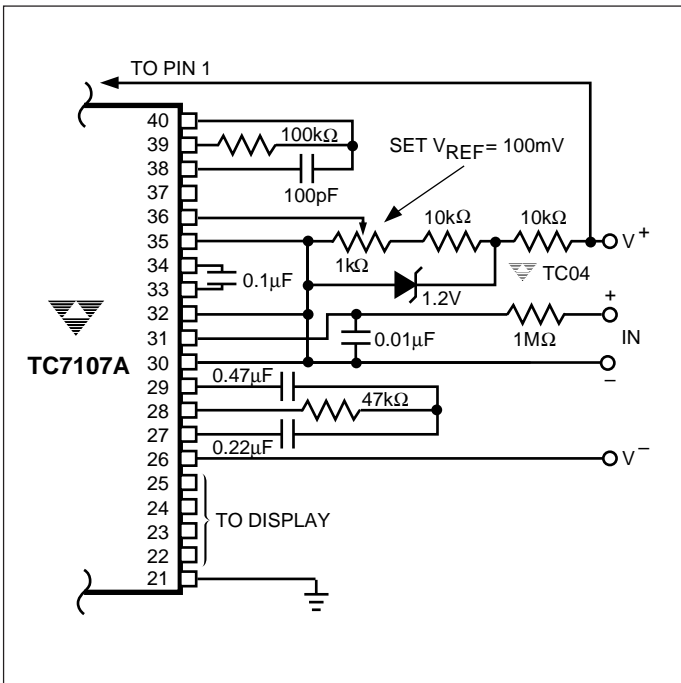 TO PIN 1
40
39
38
37
36
35
34
33
32
31
30
29
28
27
26
25
24
23
22
21
TC7107A
100kΩ
100pF
SET VREF = 100mV
1kΩ
10kΩ
10kΩ
V+
TC04
1.2V
0.1µF
0.01µF
1MΩ
+
IN
–
0.47µF
47kΩ
0.22µF
V–
TO DISPLAY